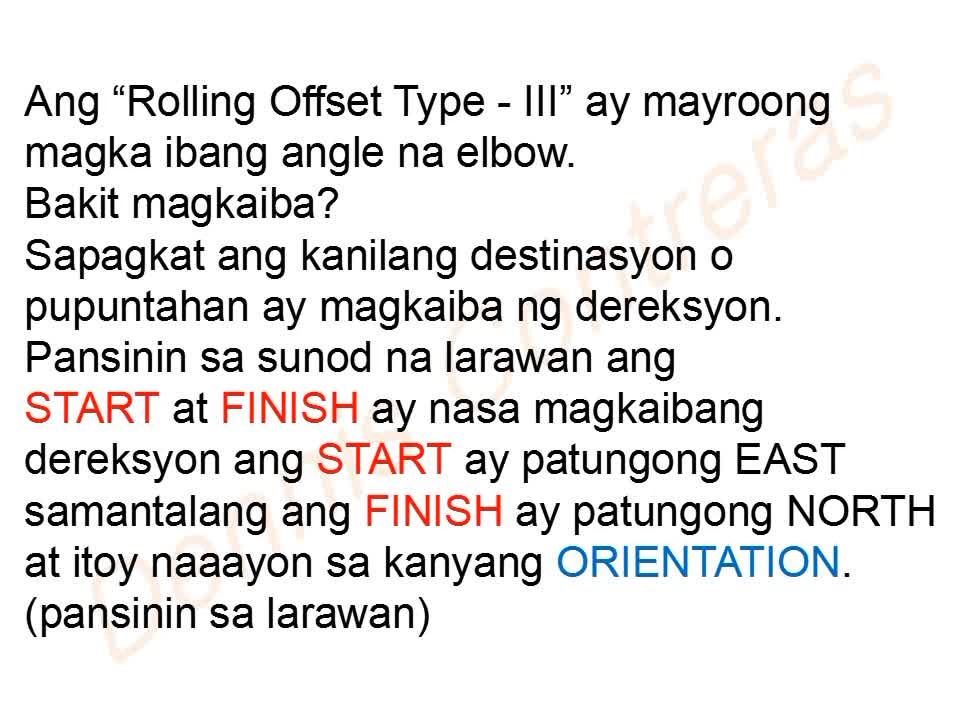 Ang “Rolling Offset Type - III” ay mayroong
magka ibang angle na elbow.
Bakit magkaiba?
Sapagkat ang kanilang destinasyon o
pupuntahan ay magkaiba ng dereksyon.
Pansinin sa sunod na larawan ang
START at FINISH ay nasa magkaibang
dereksyon ang START ay patungong EAST
samantalang ang FINISH ay patungong NORTH
at itoy naaayon sa kanyang ORIENTATION.
(pansinin sa larawan)
Dennis Contreras